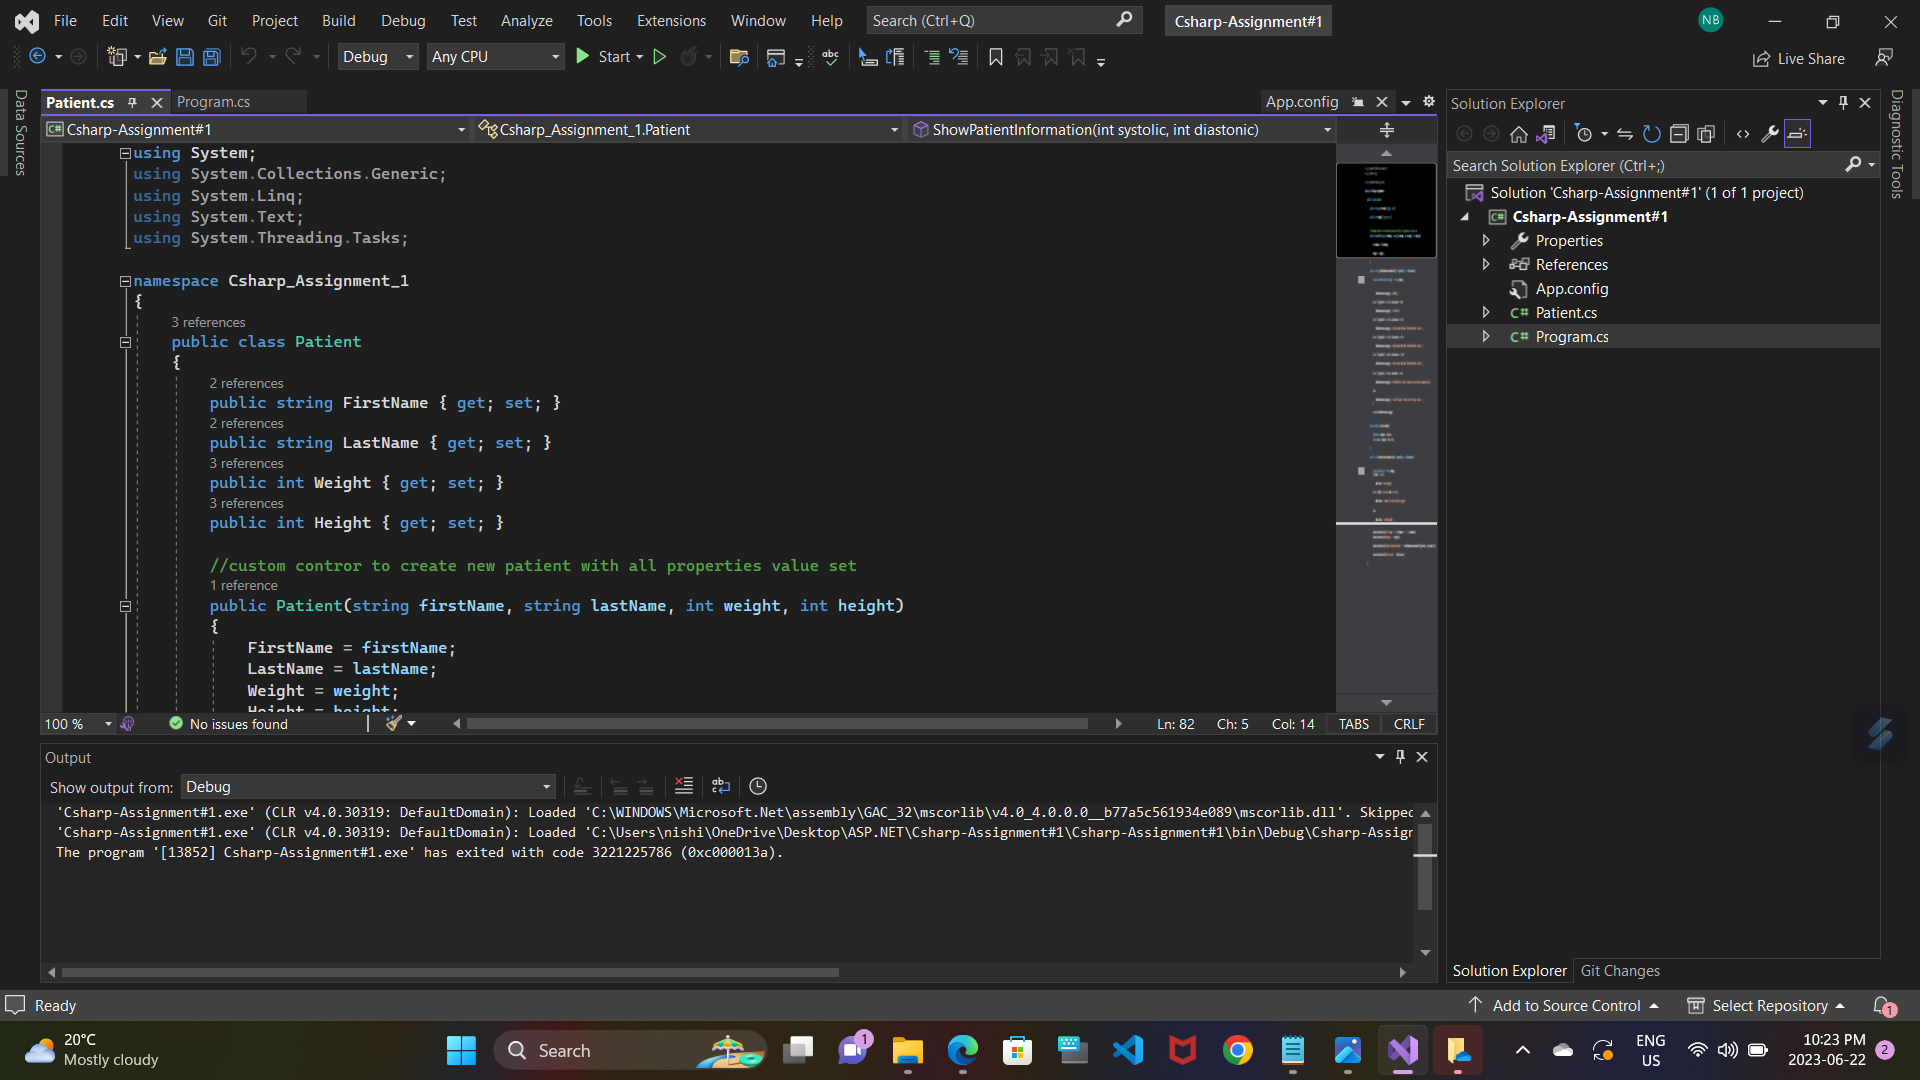 File Edit View Git Project Build Debug Test Analyze Tools Extensions Window Help Search (Ctrl+Q) Csharp-Assignment#1 NB
Debug Any CPU Start Live Share
Data Sources
Patient.cs Program.cs App.config
Csharp-Assignment#1 Csharp_Assignment_1.Patient ShowPatientInformation(int systolic, int diastonic)
using System;
using System.Collections.Generic;
using System.Linq;
using System.Text;
using System.Threading.Tasks;
namespace Csharp_Assignment_1
{
3 references
public class Patient
{
2 references
public string FirstName { get; set; }
2 references
public string LastName { get; set; }
3 references
public int Weight { get; set; }
3 references
public int Height { get; set; }
//custom contror to create new patient with all properties value set
1 reference
public Patient(string firstName, string lastName, int weight, int height)
{
FirstName = firstName;
LastName = lastName;
Weight = weight;
Height = height;
100 % No issues found Ln: 82 Ch: 5 Col: 14 TABS CRLF
Output
Show output from: Debug
'Csharp-Assignment#1.exe' (CLR v4.0.30319: DefaultDomain): Loaded 'C:\WINDOWS\Microsoft.Net\assembly\GAC_32\mscorlib\v4.0_4.0.0.0__b77a5c561934e089\mscorlib.dll'. Skipped
'Csharp-Assignment#1.exe' (CLR v4.0.30319: DefaultDomain): Loaded 'C:\Users\nishi\OneDrive\Desktop\ASP.NET\Csharp-Assignment#1\Csharp-Assignment#1\bin\Debug\Csharp-Assign
The program '[13852] Csharp-Assignment#1.exe' has exited with code 3221225786 (0xc000013a).
Solution Explorer
Search Solution Explorer (Ctrl+;)
Solution 'Csharp-Assignment#1' (1 of 1 project)
Csharp-Assignment#1
Properties
References
App.config
Patient.cs
Program.cs
Solution Explorer Git Changes
Diagnostic Tools
Ready Add to Source Control Select Repository 1
20°C
Mostly cloudy
Search
1
ENG
US
10:23 PM
2023-06-22
2